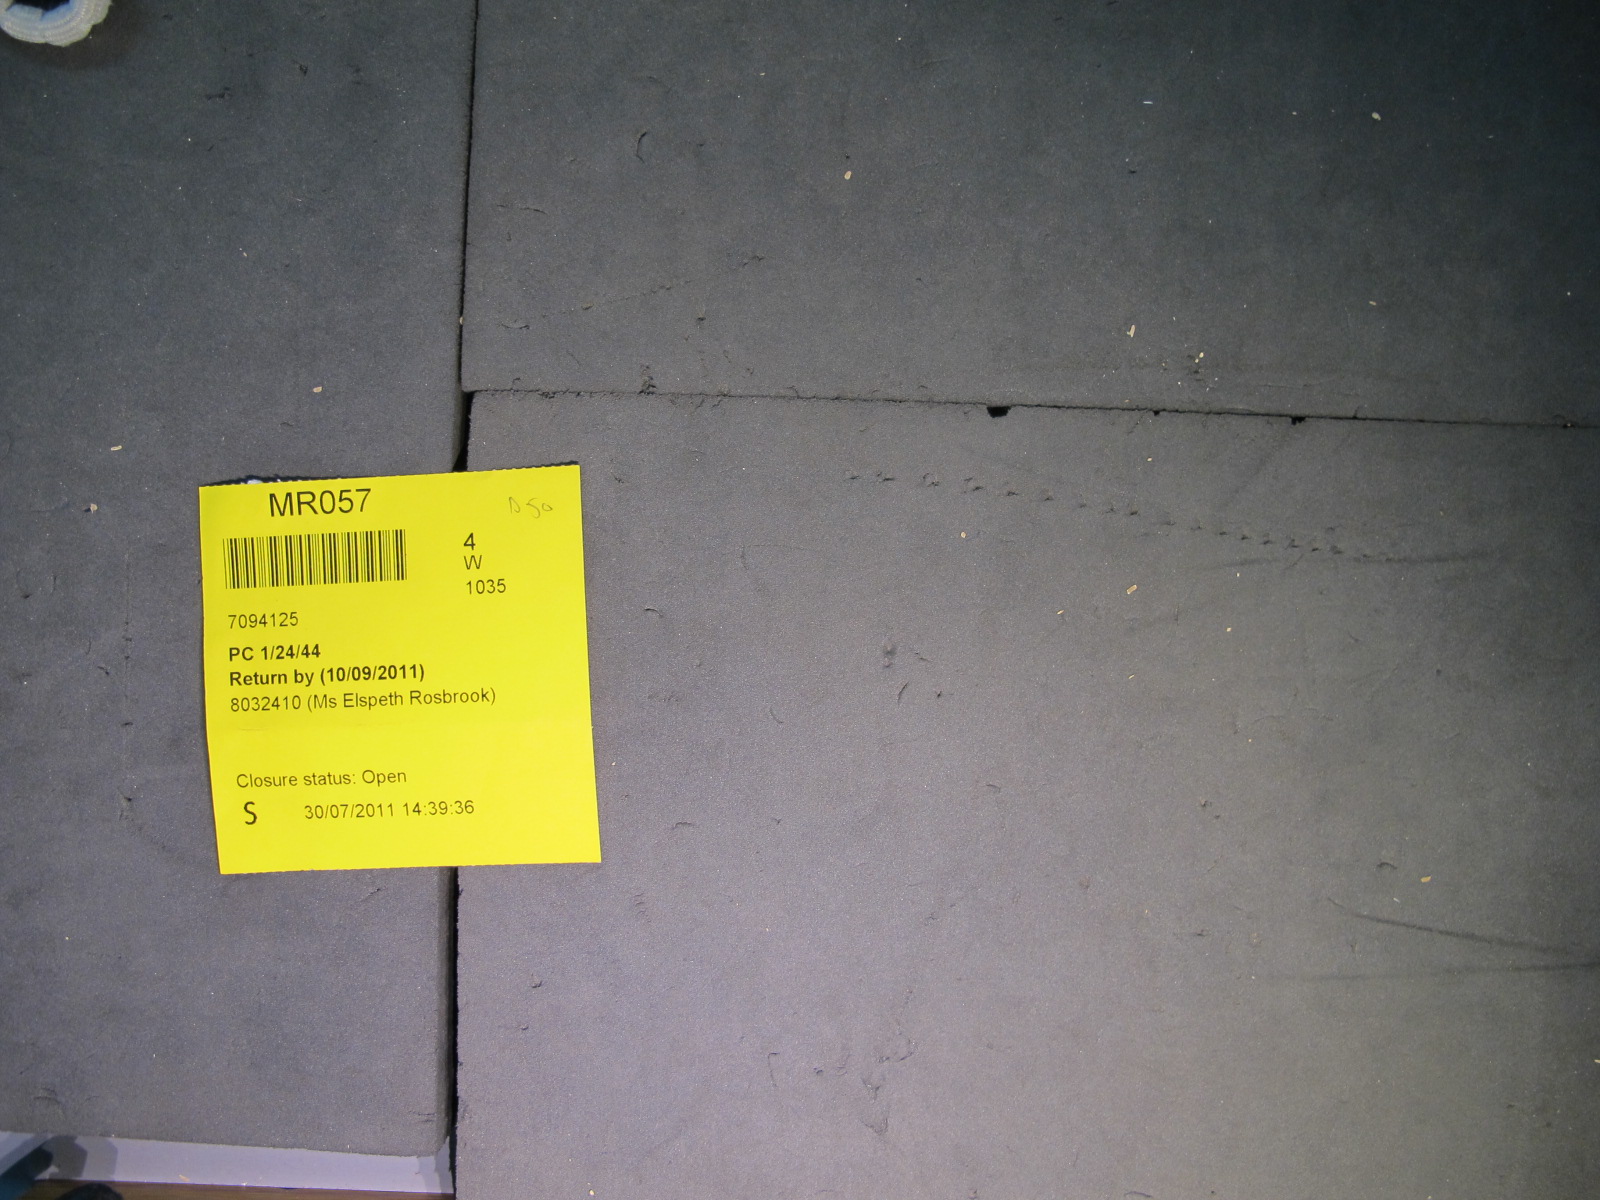 MR057
D 50
4
W
1035
7094125
PC 1/24/44
Return by (10/09/2011)
8032410 (Ms Elspeth Rosbrook)
Closure status: Open
S 30/07/2011 14:39:36